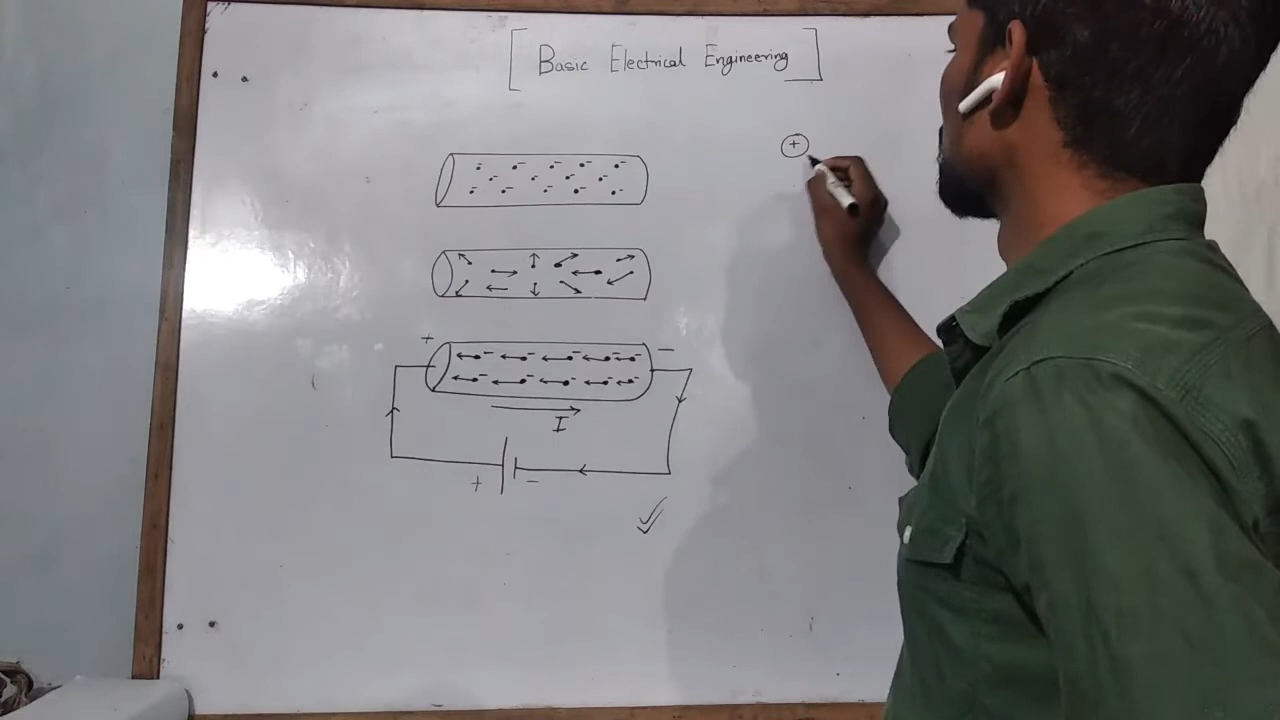 [ Basic Electrical Engineering ]
+
+ −
I
+ −